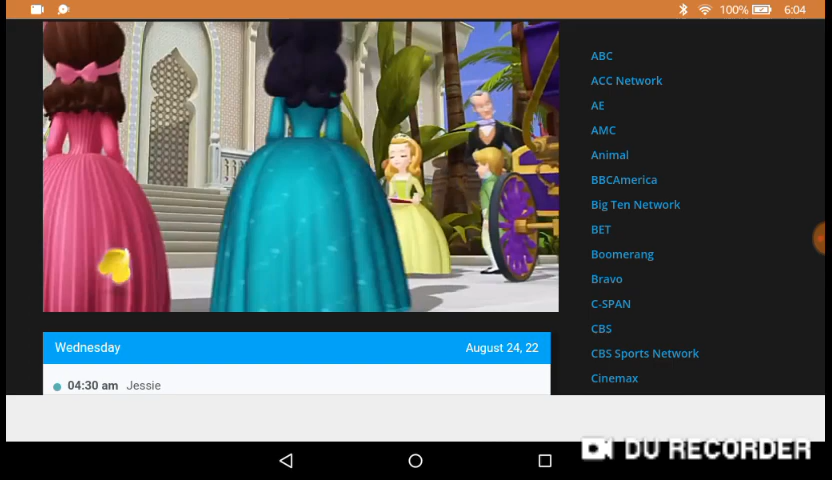 100% 6:04
ABC
ACC Network
AE
AMC
Animal
BBCAmerica
Big Ten Network
BET
Boomerang
Bravo
C-SPAN
CBS
CBS Sports Network
Cinemax
Wednesday August 24, 22
04:30 am Jessie
DU RECORDER